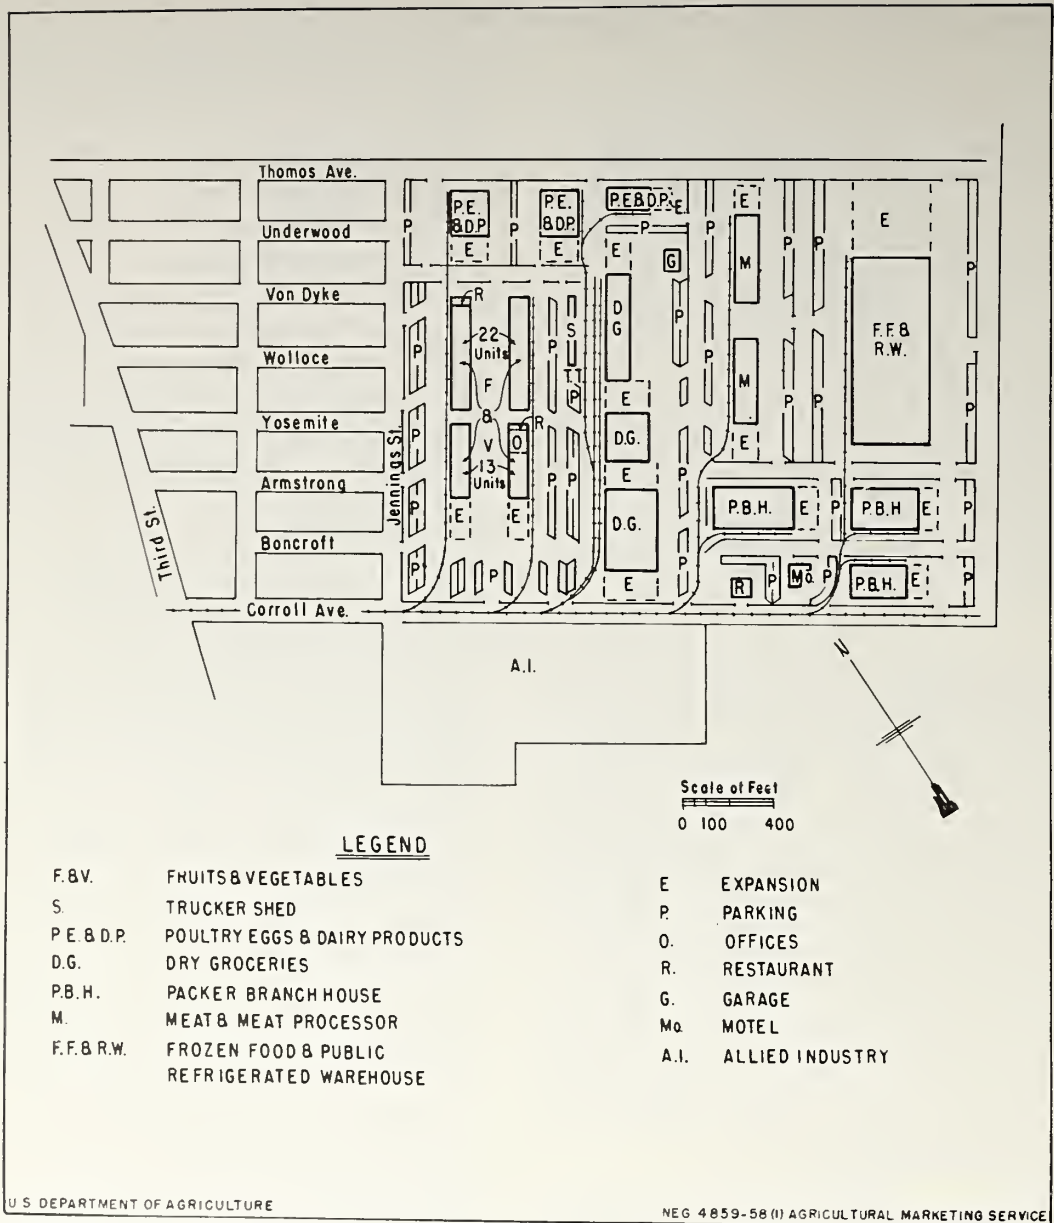 Thomas Ave.
Underwood
Von Dyke
Wolloce
Yosemite
Armstrong
Boncroft
Corroll Ave.
Third St.
Jennings St.
P
P.E.
& D.P.
E
P
P.E.
& D.P.
E
P.E & D.P.
E
P
E
G
P
E
M
P
P
E
P
R
22
Units
F
&
V
13
Units
O
R
E
E
P
S
T.T.
P
P
P
P
P
P
P
P
P
D
G
E
D.G.
E
D.G.
E
P
P
P
M
E
P
P
F.F. &
R.W.
P
P.B.H.
E
P
P.B.H
E
P
R
P
Mo.
P
P.B.H.
E
P
A.I.
N
Scale of Feet
0 100 400
LEGEND
F. & V. FRUITS & VEGETABLES
S. TRUCKER SHED
P E. & D.P. POULTRY EGGS & DAIRY PRODUCTS
D.G. DRY GROCERIES
P.B.H. PACKER BRANCH HOUSE
M. MEAT & MEAT PROCESSOR
F.F. & R.W. FROZEN FOOD & PUBLIC
REFRIGERATED WAREHOUSE
E EXPANSION
P. PARKING
O. OFFICES
R. RESTAURANT
G. GARAGE
Mo. MOTEL
A.I. ALLIED INDUSTRY
U S DEPARTMENT OF AGRICULTURE
NEG 4859-58 (1) AGRICULTURAL MARKETING SERVICE